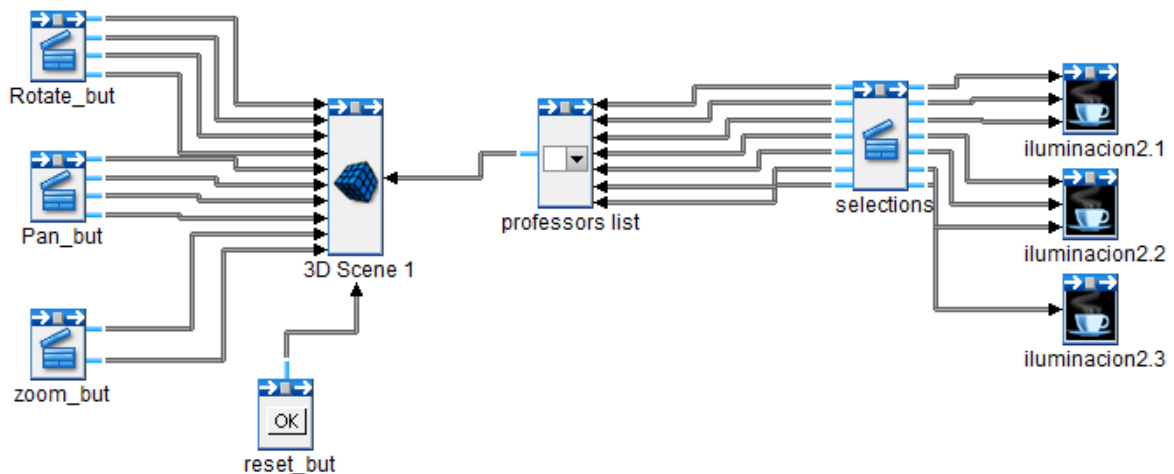 Rotate_but
Pan_but
zoom_but
3D Scene 1
OK
reset_but
professors list
selections
iluminacion2.1
iluminacion2.2
iluminacion2.3